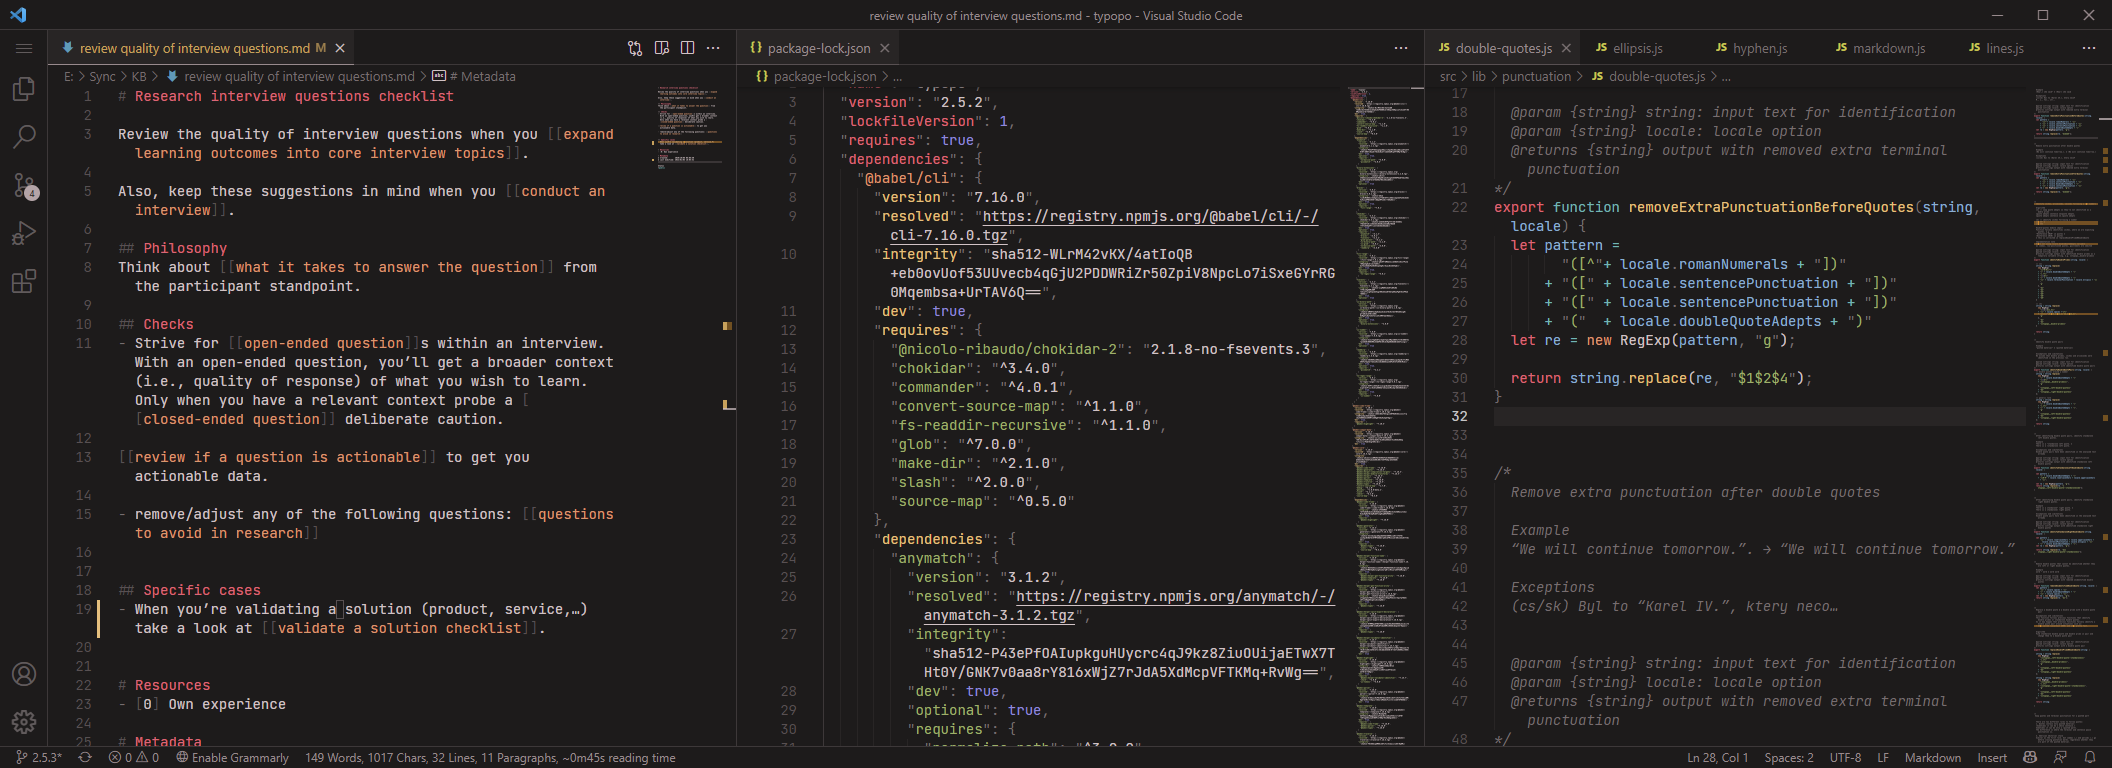 review quality of interview questions.md - typopo - Visual Studio Code
review quality of interview questions.md M
E: > Sync > KB > review quality of interview questions.md > abc # Metadata
1 # Research interview questions checklist
2
3 Review the quality of interview questions when you [[expand
learning outcomes into core interview topics]].
4
5 Also, keep these suggestions in mind when you [[conduct an
interview]].
6
7 ## Philosophy
8 Think about [[what it takes to answer the question]] from
the participant standpoint.
9
10 ## Checks
11 - Strive for [[open-ended question]]s within an interview.
With an open-ended question, you’ll get a broader context
(i.e., quality of response) of what you wish to learn.
Only when you have a relevant context probe a [
[closed-ended question]] deliberate caution.
12
13 [[review if a question is actionable]] to get you
actionable data.
14
15 - remove/adjust any of the following questions: [[questions
to avoid in research]]
16
17
18 ## Specific cases
19 - When you’re validating a solution (product, service,…)
take a look at [[validate a solution checklist]].
20
21
22 # Resources
23 - [0] Own experience
24
25 # Metadata
{} package-lock.json
{} package-lock.json > ...
3 "version": "2.5.2",
4 "lockfileVersion": 1,
5 "requires": true,
6 "dependencies": {
7 "@babel/cli": {
8 "version": "7.16.0",
9 "resolved": "https://registry.npmjs.org/@babel/cli/-/
cli-7.16.0.tgz",
10 "integrity": "sha512-WLrM42vKX/4atIoQB
+eb0ovUof53UUvecb4qGjU2PDDWRiZr50ZpiV8NpcLo7iSxeGYrRG
0Mqembsa+UrTAV6Q==",
11 "dev": true,
12 "requires": {
13 "@nicolo-ribaudo/chokidar-2": "2.1.8-no-fsevents.3",
14 "chokidar": "^3.4.0",
15 "commander": "^4.0.1",
16 "convert-source-map": "^1.1.0",
17 "fs-readdir-recursive": "^1.1.0",
18 "glob": "^7.0.0",
19 "make-dir": "^2.1.0",
20 "slash": "^2.0.0",
21 "source-map": "^0.5.0"
22 },
23 "dependencies": {
24 "anymatch": {
25 "version": "3.1.2",
26 "resolved": "https://registry.npmjs.org/anymatch/-/
anymatch-3.1.2.tgz",
27 "integrity":
"sha512-P43ePfOAIupkguHUycrc4qJ9kz8ZiuOUijaETwX7T
Ht0Y/GNK7v0aa8rY816xWjZ7rJdA5XdMcpVFTKMq+RvWg==",
28 "dev": true,
29 "optional": true,
30 "requires": {
JS double-quotes.js JS ellipsis.js JS hyphen.js JS markdown.js JS lines.js
src > lib > punctuation > JS double-quotes.js > ...
17
18 @param {string} string: input text for identification
19 @param {string} locale: locale option
20 @returns {string} output with removed extra terminal
punctuation
21 */
22 export function removeExtraPunctuationBeforeQuotes(string,
locale) {
23 let pattern =
24 "([^"+ locale.romanNumerals + "])"
25 + "([" + locale.sentencePunctuation + "])"
26 + "([" + locale.sentencePunctuation + "])"
27 + "(" + locale.doubleQuoteAdepts + ")"
28 let re = new RegExp(pattern, "g");
29
30 return string.replace(re, "$1$2$4");
31 }
32
33
34
35 /*
36 Remove extra punctuation after double quotes
37
38 Example
39 “We will continue tomorrow.”. → “We will continue tomorrow.”
40
41 Exceptions
42 (cs/sk) Byl to “Karel IV.”, ktery neco…
43
44
45 @param {string} string: input text for identification
46 @param {string} locale: locale option
47 @returns {string} output with removed extra terminal
punctuation
48 */
4
2.5.3* 0 0 Enable Grammarly 149 Words, 1017 Chars, 32 Lines, 11 Paragraphs, ~0m45s reading time Ln 28, Col 1 Spaces: 2 UTF-8 LF Markdown Insert